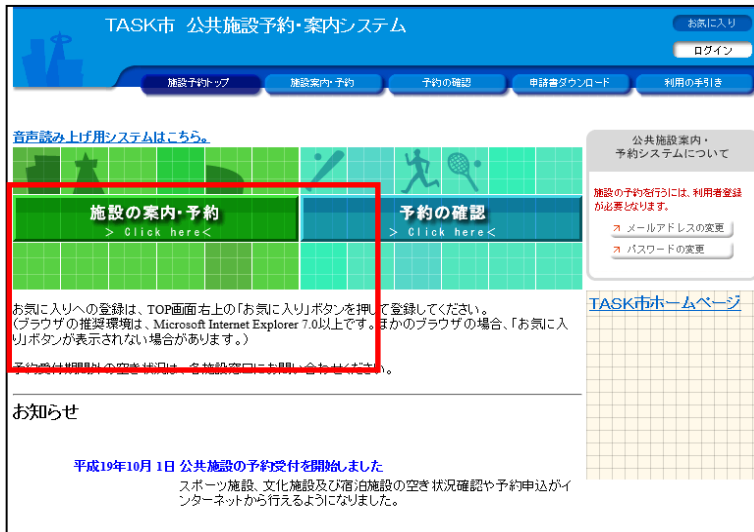 TASK市 公共施設予約・案内システム
お気に入り
ログイン
施設予約トップ
施設案内・予約
予約の確認
申請書ダウンロード
利用の手引き
音声読み上げ用システムはこちら。
施設の案内・予約
> Click here<
予約の確認
> Click here<
お気に入りへの登録は、TOP画面右上の「お気に入り」ボタンを押して登録してください。
(ブラウザの推奨環境は、Microsoft Internet Explorer 7.0以上です。ほかのブラウザの場合、「お気に入
り」ボタンが表示されない場合があります。)
予約受付期間外の空き状況は、各施設窓口にお問い合わせください。
お知らせ
平成19年10月 1日 公共施設の予約受付を開始しました
スポーツ施設、文化施設及び宿泊施設の空き状況確認や予約申込がイ
ンターネットから行えるようになりました。
公共施設案内・
予約システムについて
施設の予約を行うには、利用者登録
が必要となります。
メールアドレスの変更
パスワードの変更
TASK市ホームページ